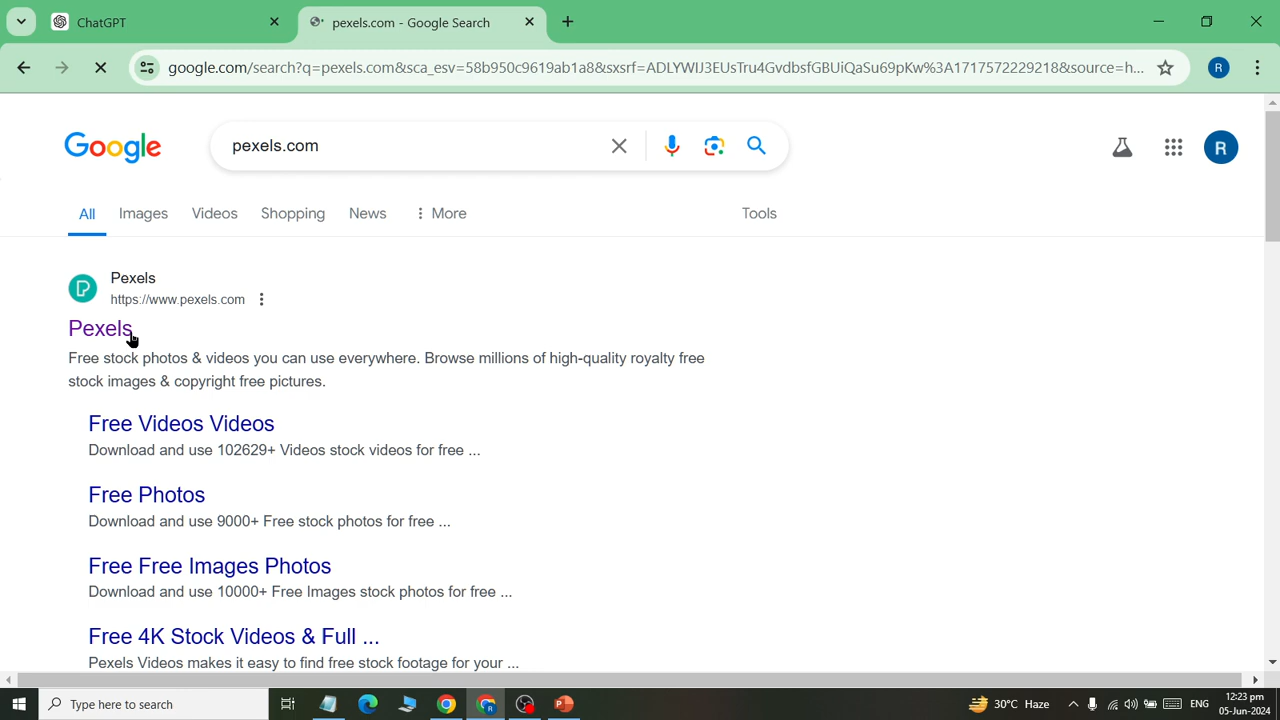 ChatGPT
pexels.com - Google Search
google.com/search?q=pexels.com&sca_esv=58b950c9619ab1a8&sxsrf=ADLYWIJ3EUsTru4GvdbsfGBUiQaSu69pKw%3A1717572229218&source=h...
R
Google
pexels.com
R
All
Images
Videos
Shopping
News
More
Tools
Pexels
https://www.pexels.com
Pexels
Free stock photos & videos you can use everywhere. Browse millions of high-quality royalty free
stock images & copyright free pictures.
Free Videos Videos
Download and use 102629+ Videos stock videos for free ...
Free Photos
Download and use 9000+ Free stock photos for free ...
Free Free Images Photos
Download and use 10000+ Free Images stock photos for free ...
Free 4K Stock Videos & Full ...
Pexels Videos makes it easy to find free stock footage for your ...
Type here to search
30°C Haze
ENG
12:23 pm
05-Jun-2024